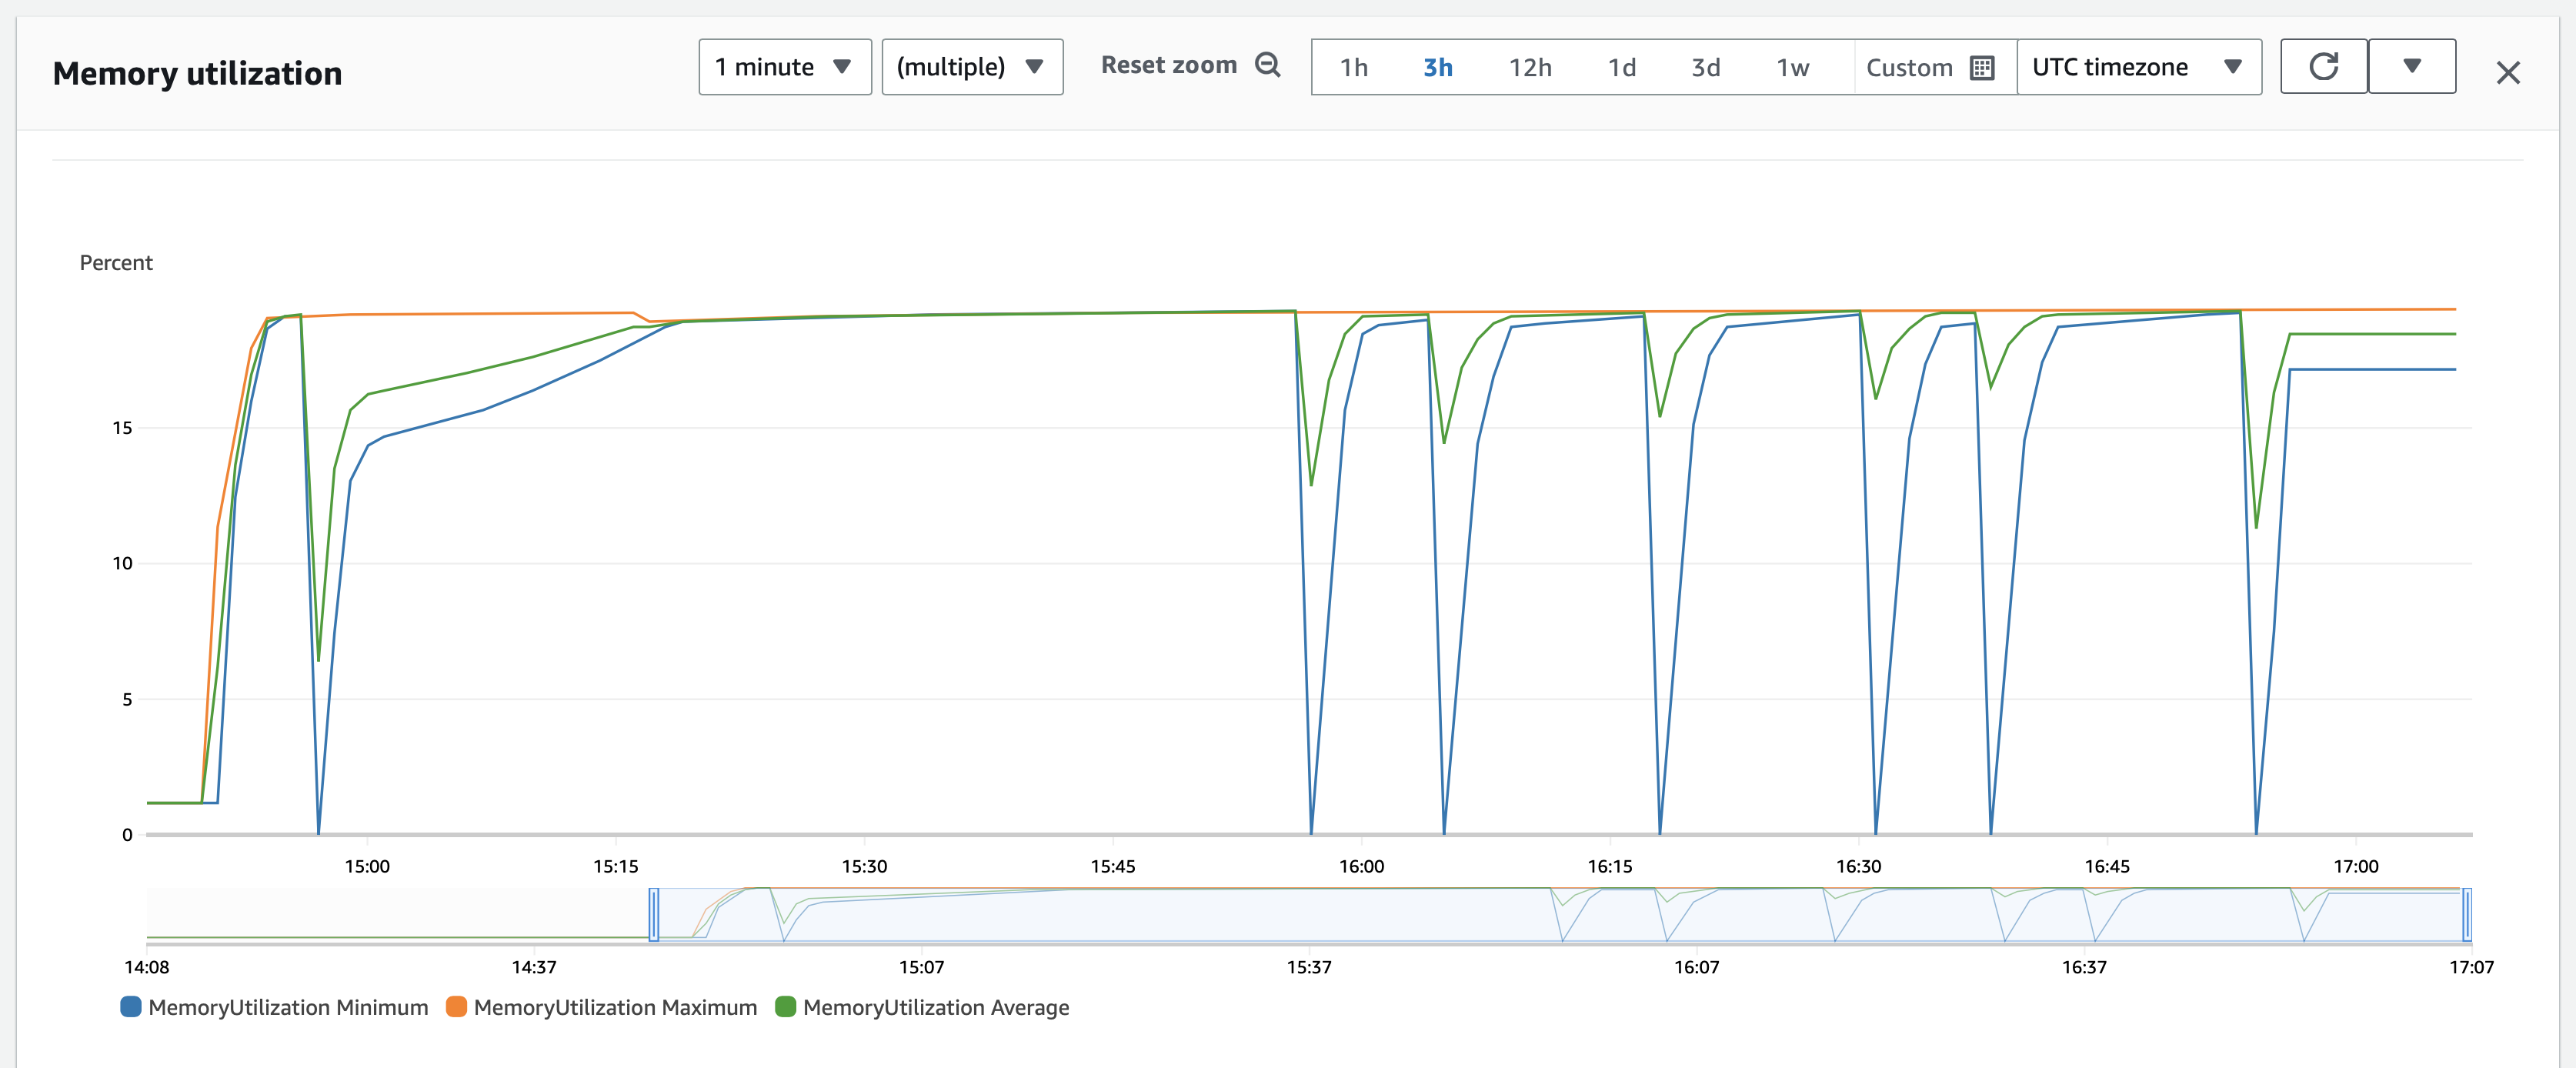 Memory utilization
1 minute
(multiple)
Reset zoom
1h 3h 12h 1d 3d 1w Custom
UTC timezone
Percent
15
10
5
0
15:00 15:15 15:30 15:45 16:00 16:15 16:30 16:45 17:00
14:08 14:37 15:07 15:37 16:07 16:37 17:07
MemoryUtilization Minimum MemoryUtilization Maximum MemoryUtilization Average